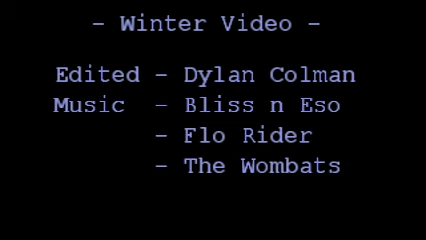 - Winter Video -
Edited - Dylan Colman
Music - Bliss n Eso
- Flo Rider
- The Wombats